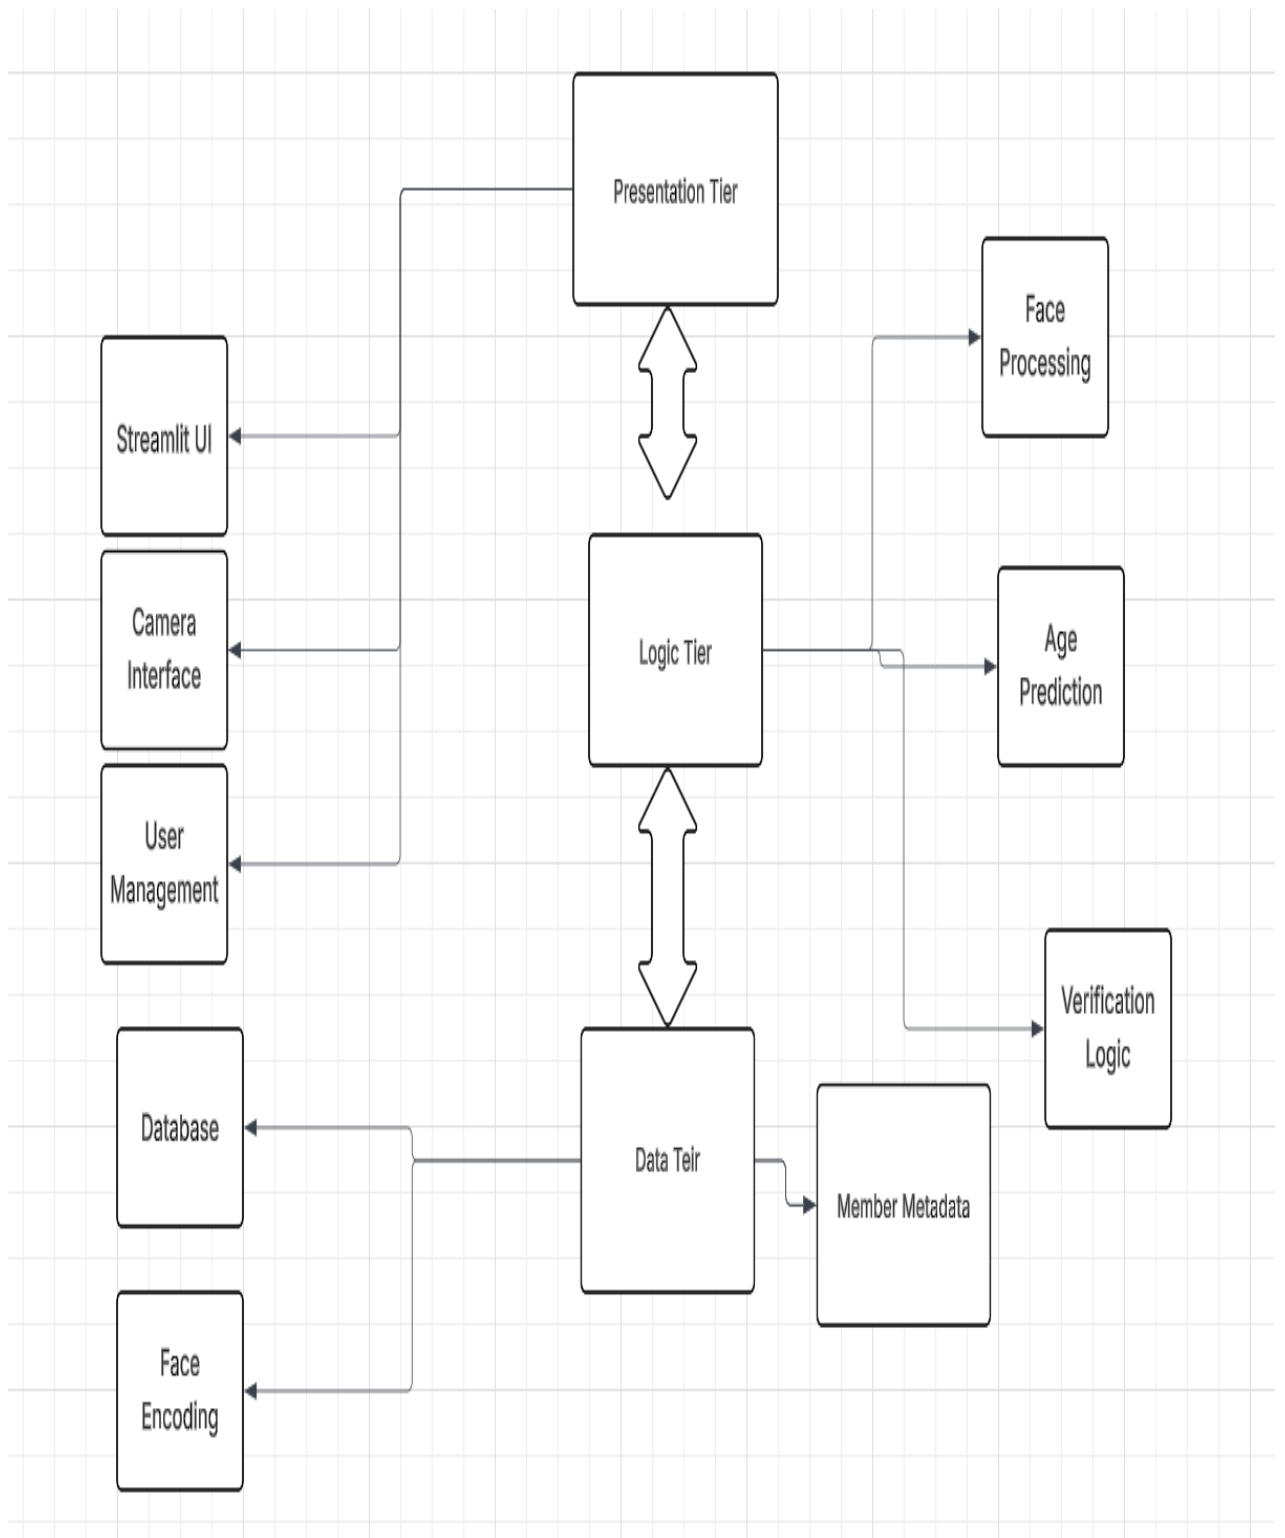 Presentation Tier
Face
Processing
Streamlit UI
Camera
Interface
Logic Tier
Age
Prediction
User
Management
Verification
Logic
Database
Data Teir
Member Metadata
Face
Encoding